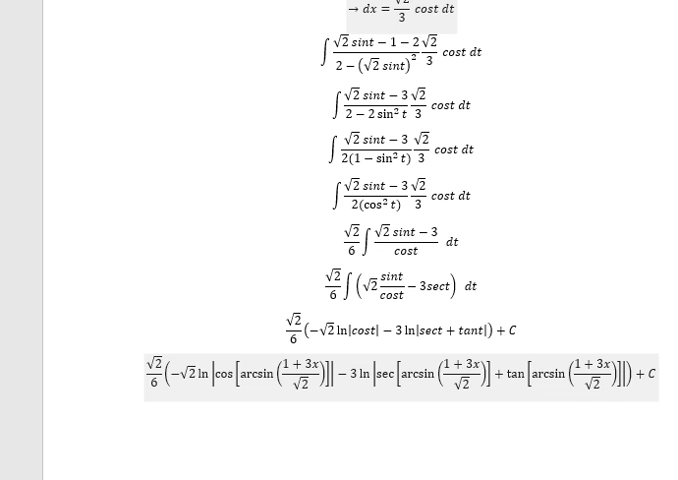 → dx = √2/3 cost dt
∫ (√2 sint − 1 − 2)/(2 − (√2 sint)²) √2/3 cost dt
∫ (√2 sint − 3)/(2 − 2 sin² t) √2/3 cost dt
∫ (√2 sint − 3)/(2(1 − sin² t)) √2/3 cost dt
∫ (√2 sint − 3)/(2(cos² t)) √2/3 cost dt
√2/6 ∫ (√2 sint − 3)/cost dt
√2/6 ∫ (√2 sint/cost − 3sect) dt
√2/6 (−√2 ln|cost| − 3 ln|sect + tant|) + C
√2/6 (−√2 ln |cos [arcsin ((1 + 3x)/√2)]| − 3 ln |sec [arcsin ((1 + 3x)/√2)] + tan [arcsin ((1 + 3x)/√2)]|) + C